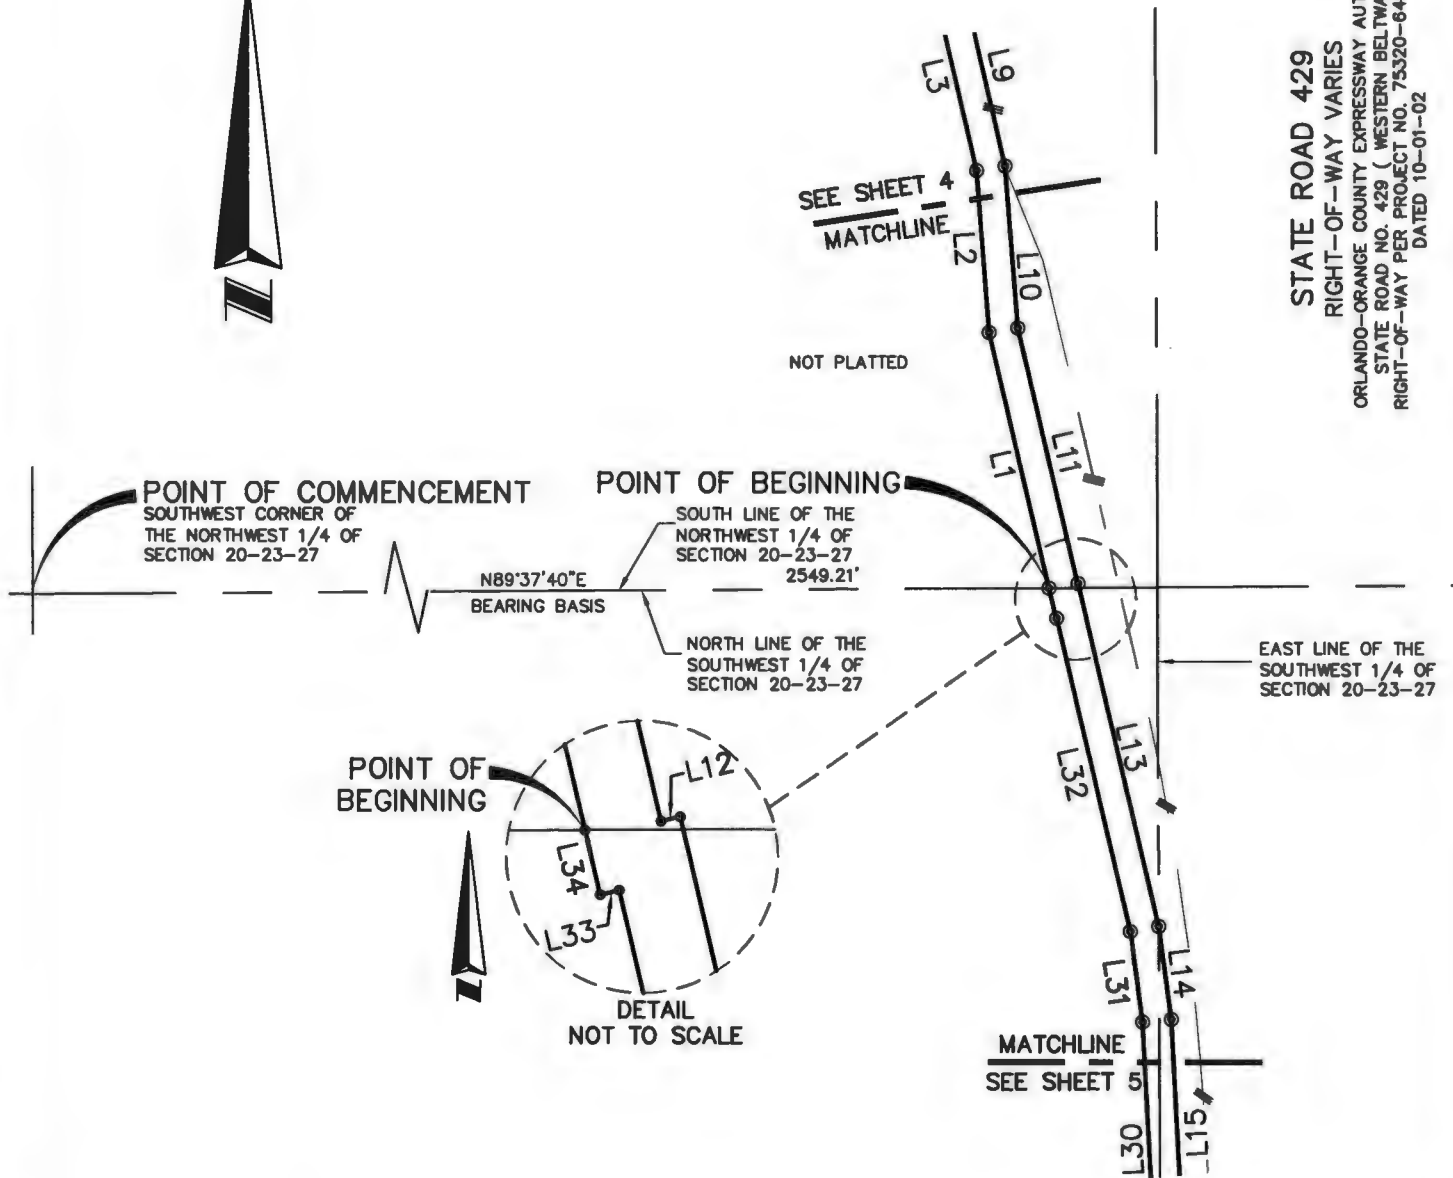 L3
L9
STATE ROAD 429
RIGHT-OF-WAY VARIES
ORLANDO-ORANGE COUNTY EXPRESSWAY
STATE ROAD NO. 429 ( WESTERN
RIGHT-OF-WAY PER PROJECT NO.
DATED 10-01-02
SEE SHEET 4
MATCHLINE
L2
L10
NOT PLATTED
L1
L11
POINT OF COMMENCEMENT
SOUTHWEST CORNER OF
THE NORTHWEST 1/4 OF
SECTION 20-23-27
POINT OF BEGINNING
SOUTH LINE OF THE
NORTHWEST 1/4 OF
SECTION 20-23-27
2549.21'
N89°37'40"E
BEARING BASIS
NORTH LINE OF THE
SOUTHWEST 1/4 OF
SECTION 20-23-27
EAST LINE OF THE
SOUTHWEST 1/4 OF
SECTION 20-23-27
L13
L32
POINT OF
BEGINNING
L12
L34
L33
N
DETAIL
NOT TO SCALE
L31
L14
MATCHLINE
SEE SHEET 5
L30
L15
N